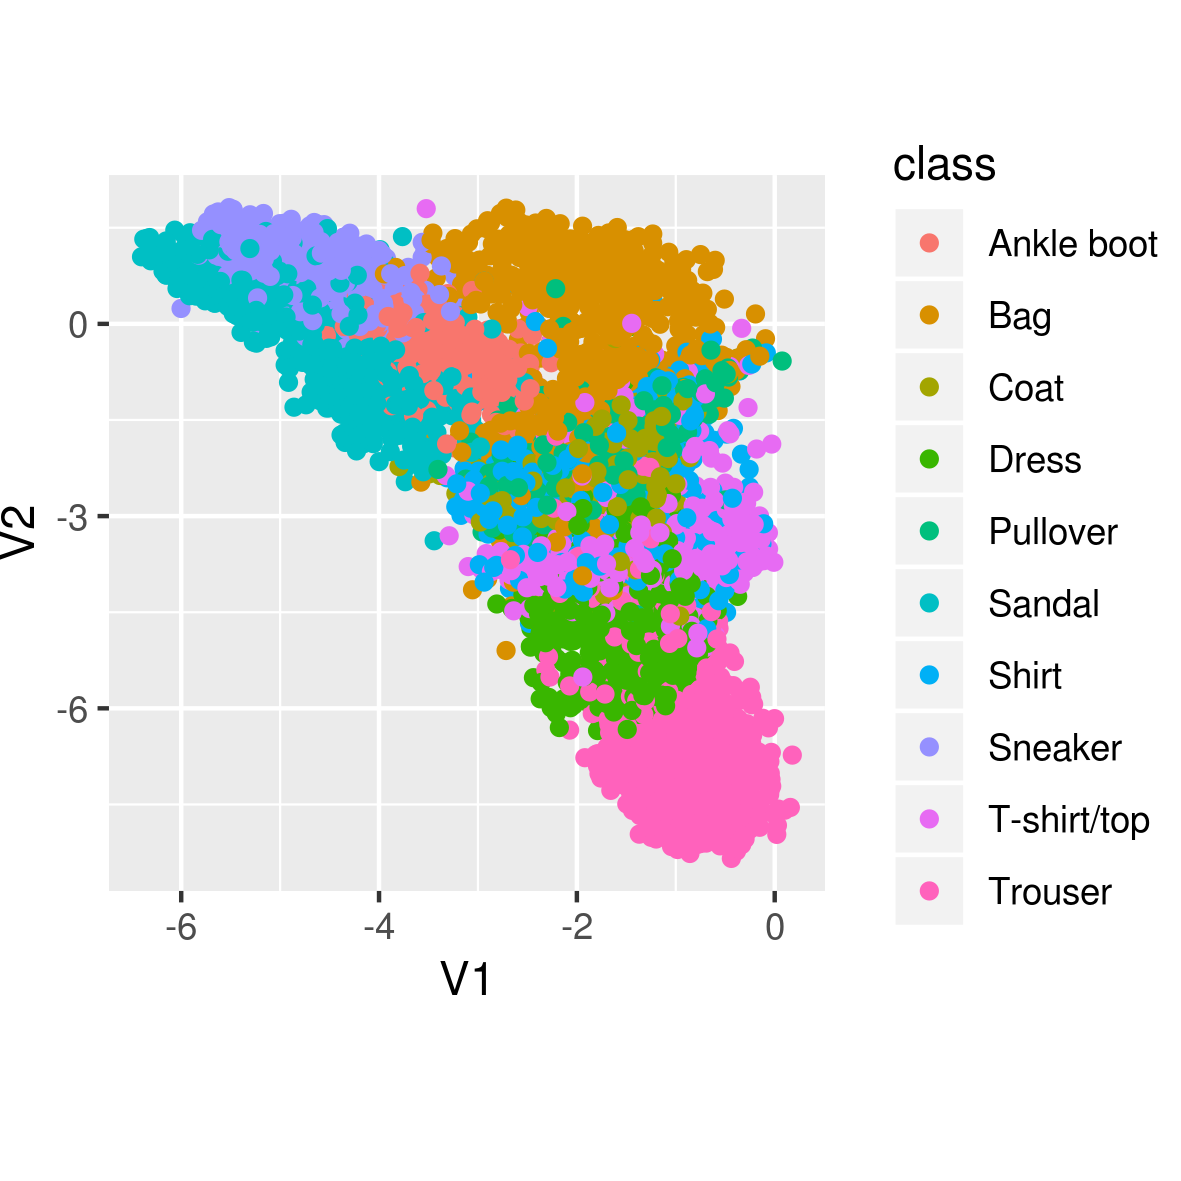 class
Ankle boot
Bag
Coat
Dress
Pullover
Sandal
Shirt
Sneaker
T-shirt/top
Trouser
0
-3
-6
V2
-6 -4 -2 0
V1